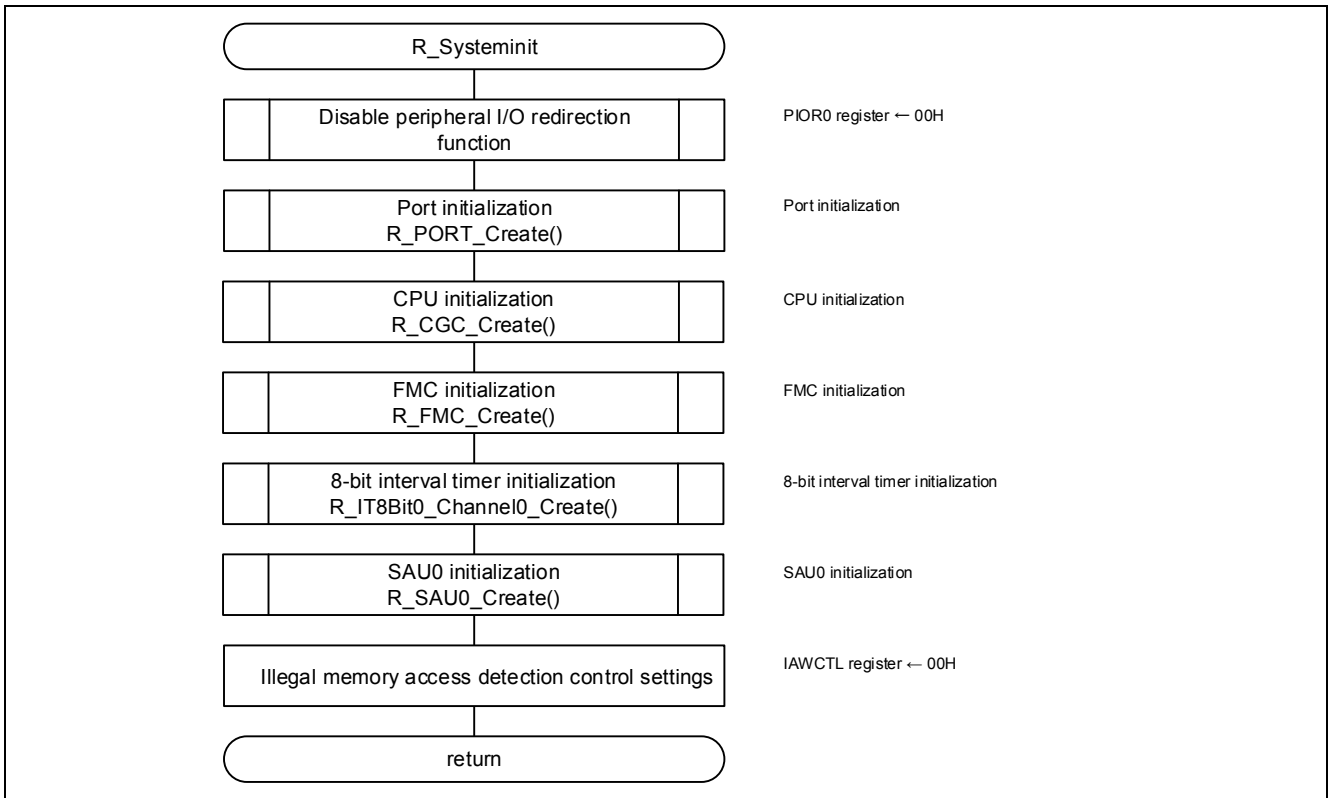 R_Systeminit
Disable peripheral I/O redirection
function
PIOR0 register ← 00H
Port initialization
R_PORT_Create()
Port initialization
CPU initialization
R_CGC_Create()
CPU initialization
FMC initialization
R_FMC_Create()
FMC initialization
8-bit interval timer initialization
R_IT8Bit0_Channel0_Create()
8-bit interval timer initialization
SAU0 initialization
R_SAU0_Create()
SAU0 initialization
Illegal memory access detection control settings
IAWCTL register ← 00H
return